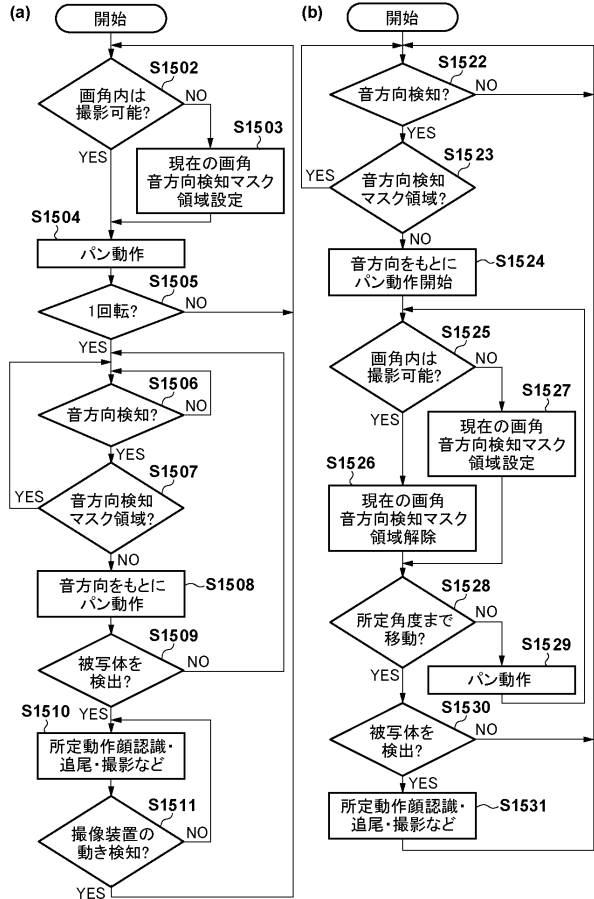 (a)
開始
S1502
画角内は
撮影可能?
NO
YES
S1503
現在の画角
音方向検知マスク
領域設定
S1504
パン動作
S1505
1回転?
NO
YES
S1506
音方向検知?
NO
YES
S1507
音方向検知
マスク領域?
YES
NO
音方向をもとに
パン動作
S1508
S1509
被写体を
検出?
NO
YES
S1510
所定動作顔認識・
追尾・撮影など
S1511
撮像装置の
動き検知?
NO
YES
(b)
開始
S1522
音方向検知?
NO
YES
S1523
音方向検知
マスク領域?
YES
NO
音方向をもとに
パン動作開始
S1524
S1525
画角内は
撮影可能?
NO
YES
S1527
現在の画角
音方向検知マスク
領域設定
S1526
現在の画角
音方向検知マスク
領域解除
S1528
所定角度まで
移動?
NO
YES
S1529
パン動作
S1530
被写体を
検出?
NO
YES
所定動作顔認識・
追尾・撮影など
S1531